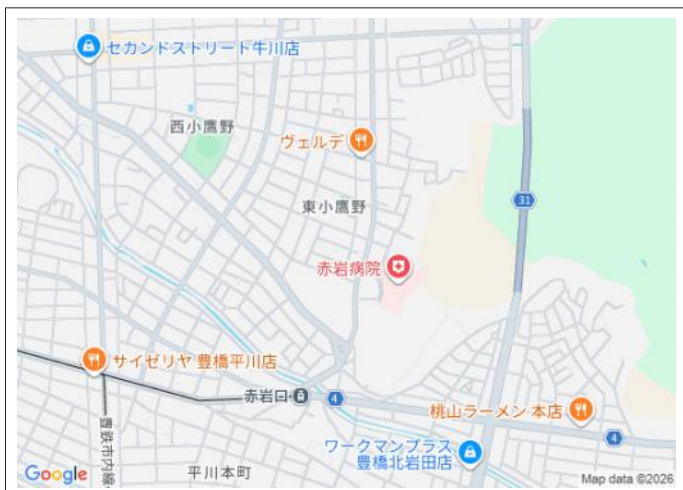 セカンドストリート牛川店
西小鷹野
ヴェルデ
東小鷹野
31
赤岩病院
サイゼリヤ 豊橋平川店
赤岩口
4
桃山ラーメン 本店
4
ワークマンプラス
豊橋北岩田店
豊鉄市内線
平川本町
Google
Map data ©2026